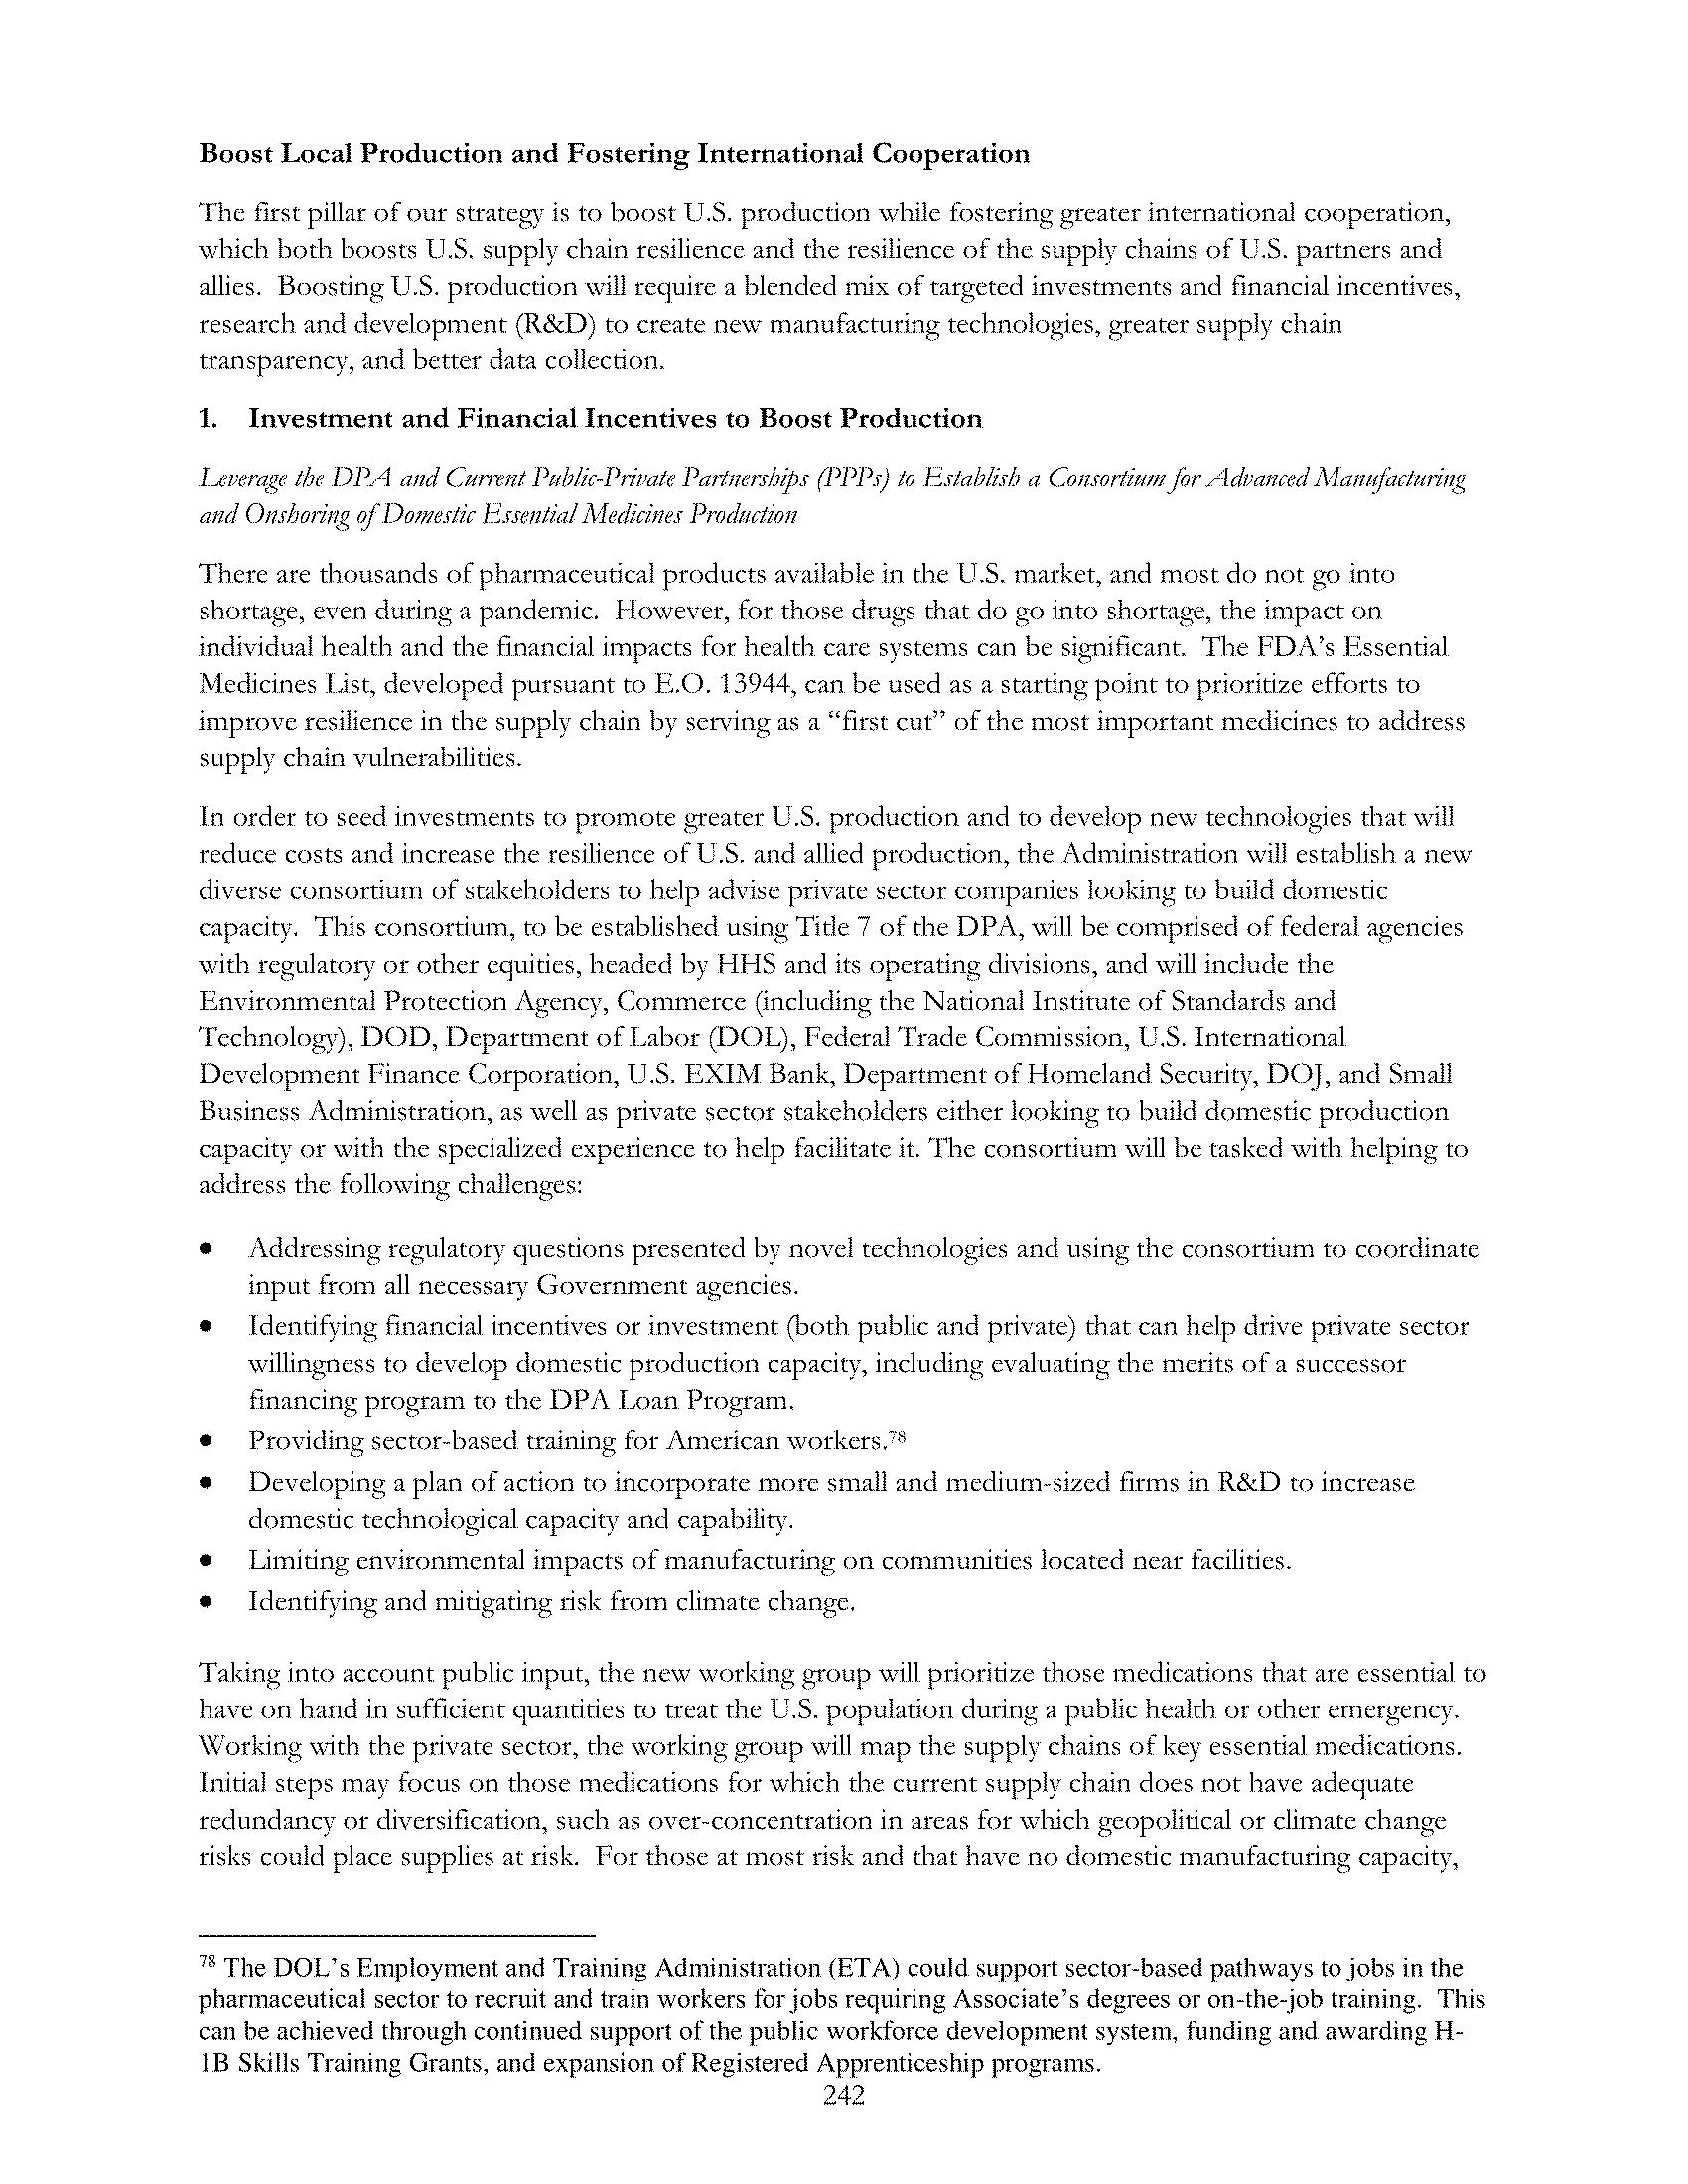 Boost Local Production and Fostering International Cooperation
The first pillar of our strategy is to boost U.S. production while fostering greater international cooperation,
which both boosts U.S. supply chain resilience and the resilience of the supply chains of U.S. partners and
allies.  Boosting U.S. production will require a blended mix of targeted investments and financial incentives,
research and development (R&D) to create new manufacturing technologies, greater supply chain
transparency, and better data collection.
1. Investment and Financial Incentives to Boost Production
Leverage the DPA and Current Public-Private Partnerships (PPPs) to Establish a Consortium for Advanced Manufacturing
and Onshoring of Domestic Essential Medicines Production
There are thousands of pharmaceutical products available in the U.S. market, and most do not go into
shortage, even during a pandemic.  However, for those drugs that do go into shortage, the impact on
individual health and the financial impacts for health care systems can be significant.  The FDA's Essential
Medicines List, developed pursuant to E.O. 13944, can be used as a starting point to prioritize efforts to
improve resilience in the supply chain by serving as a "first cut" of the most important medicines to address
supply chain vulnerabilities.
In order to seed investments to promote greater U.S. production and to develop new technologies that will
reduce costs and increase the resilience of U.S. and allied production, the Administration will establish a new
diverse consortium of stakeholders to help advise private sector companies looking to build domestic
capacity.  This consortium, to be established using Title 7 of the DPA, will be comprised of federal agencies
with regulatory or other equities, headed by HHS and its operating divisions, and will include the
Environmental Protection Agency, Commerce (including the National Institute of Standards and
Technology), DOD, Department of Labor (DOL), Federal Trade Commission, U.S. International
Development Finance Corporation, U.S. EXIM Bank, Department of Homeland Security, DOJ, and Small
Business Administration, as well as private sector stakeholders either looking to build domestic production
capacity or with the specialized experience to help facilitate it. The consortium will be tasked with helping to
address the following challenges:
• Addressing regulatory questions presented by novel technologies and using the consortium to coordinate
input from all necessary Government agencies.
• Identifying financial incentives or investment (both public and private) that can help drive private sector
willingness to develop domestic production capacity, including evaluating the merits of a successor
financing program to the DPA Loan Program.
• Providing sector-based training for American workers.78
• Developing a plan of action to incorporate more small and medium-sized firms in R&D to increase
domestic technological capacity and capability.
• Limiting environmental impacts of manufacturing on communities located near facilities.
• Identifying and mitigating risk from climate change.
Taking into account public input, the new working group will prioritize those medications that are essential to
have on hand in sufficient quantities to treat the U.S. population during a public health or other emergency.
Working with the private sector, the working group will map the supply chains of key essential medications.
Initial steps may focus on those medications for which the current supply chain does not have adequate
redundancy or diversification, such as over-concentration in areas for which geopolitical or climate change
risks could place supplies at risk.  For those at most risk and that have no domestic manufacturing capacity,
78 The DOL's Employment and Training Administration (ETA) could support sector-based pathways to jobs in the
pharmaceutical sector to recruit and train workers for jobs requiring Associate's degrees or on-the-job training.  This
can be achieved through continued support of the public workforce development system, funding and awarding H-
1B Skills Training Grants, and expansion of Registered Apprenticeship programs.
242